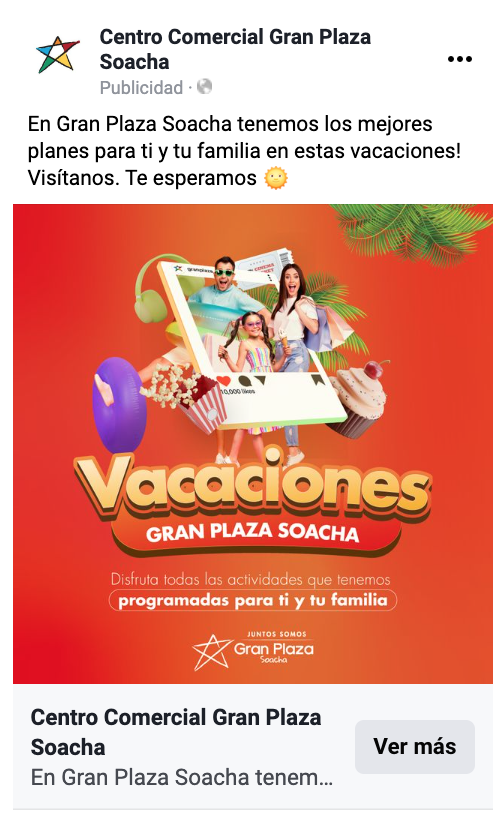 Centro Comercial Gran Plaza
Soacha
Publicidad ·
En Gran Plaza Soacha tenemos los mejores
planes para ti y tu familia en estas vacaciones!
Visítanos. Te esperamos 🌞
granplaza
CINEMA
TICKET
10,000 likes
Vacaciones
GRAN PLAZA SOACHA
Disfruta todas las actividades que tenemos
programadas para ti y tu familia
JUNTOS SOMOS
Gran Plaza
Soacha
Centro Comercial Gran Plaza
Soacha
En Gran Plaza Soacha tenem...
Ver más